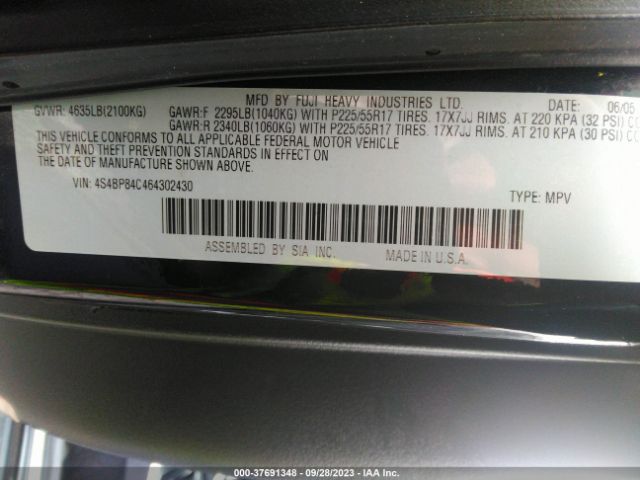 MFD BY FUJI HEAVY INDUSTRIES LTD. DATE: 06/06
GVWR: 4635LB(2100KG) GAWR:F 2295LB(1040KG) WITH P225/55R17 TIRES. 17X7JJ RIMS. AT 220 KPA (32 PSI)
GAWR:R 2340LB(1060KG) WITH P225/55R17 TIRES. 17X7JJ RIMS. AT 210 KPA (30 PSI)
THIS VEHICLE CONFORMS TO ALL APPLICABLE FEDERAL MOTOR VEHICLE
SAFETY AND THEFT PREVENTION STANDARDS IN EFFECT ON
THE DATE OF MANUFACTURE SHOWN ABOVE.
VIN: 4S4BP84C464302430 TYPE: MPV
ASSEMBLED BY SIA INC. MADE IN U.S.A.
000-37691348 - 09/28/2023 - IAA Inc.